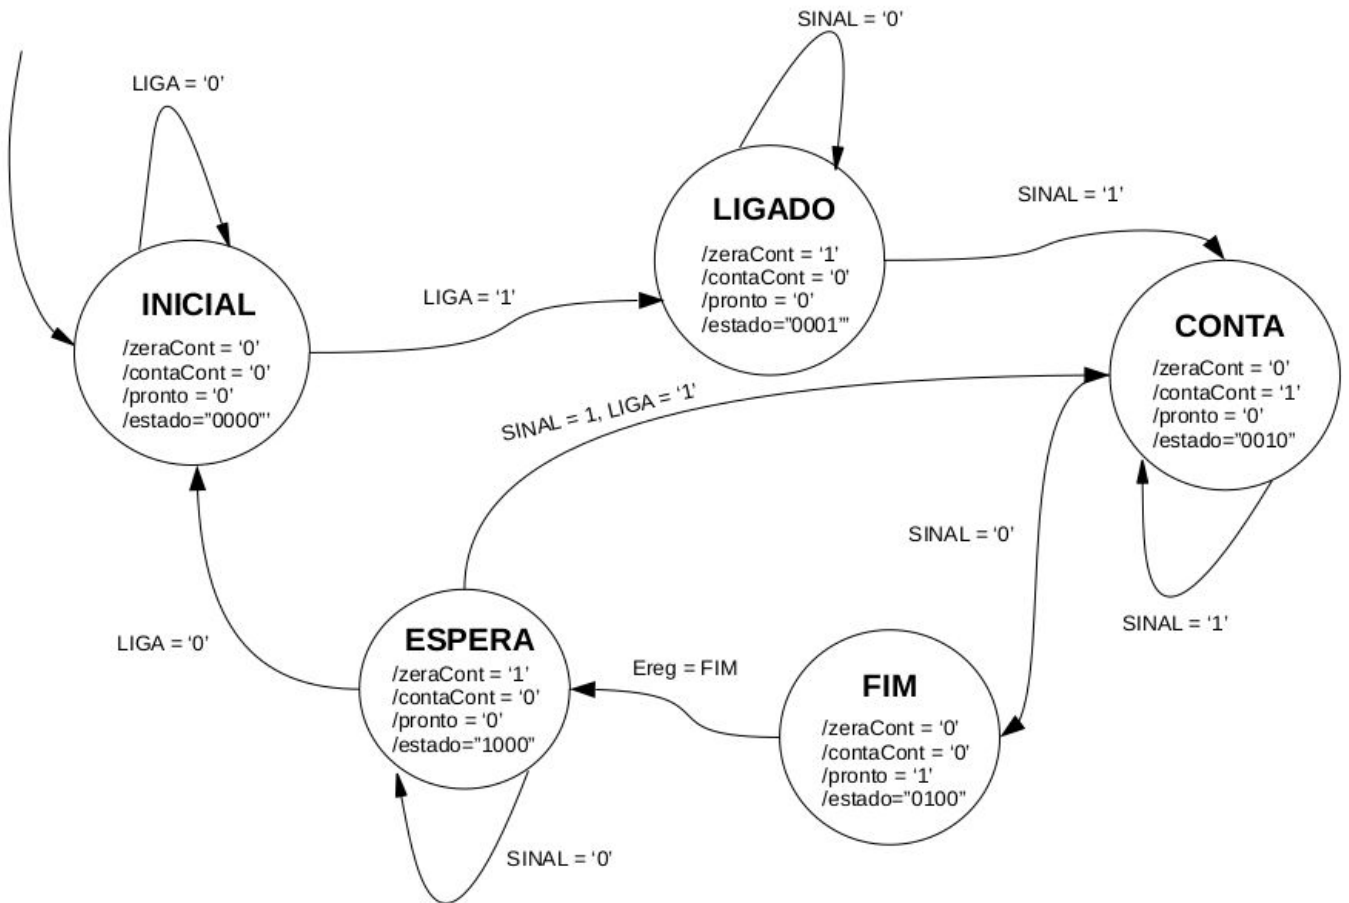 SINAL = ‘0’
LIGA = ‘0’
LIGADO
/zeraCont = ‘1’
/contaCont = ‘0’
/pronto = ‘0’
/estado=”0001”’
SINAL = ‘1’
INICIAL
/zeraCont = ‘0’
/contaCont = ‘0’
/pronto = ‘0’
/estado=”0000”’
LIGA = ‘1’
CONTA
/zeraCont = ‘0’
/contaCont = ‘1’
/pronto = ‘0’
/estado=”0010”
SINAL = 1, LIGA = ‘1’
SINAL = ‘0’
SINAL = ‘1’
LIGA = ‘0’
ESPERA
/zeraCont = ‘1’
/contaCont = ‘0’
/pronto = ‘0’
/estado=”1000”
Ereg = FIM
FIM
/zeraCont = ‘0’
/contaCont = ‘0’
/pronto = ‘1’
/estado=”0100”
SINAL = ‘0’